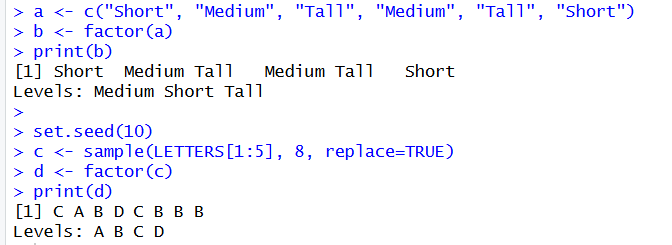 > a <- c("Short", "Medium", "Tall", "Medium", "Tall", "Short")
> b <- factor(a)
> print(b)
[1] Short  Medium Tall   Medium Tall   Short
Levels: Medium Short Tall
>
> set.seed(10)
> c <- sample(LETTERS[1:5], 8, replace=TRUE)
> d <- factor(c)
> print(d)
[1] C A B D C B B B
Levels: A B C D